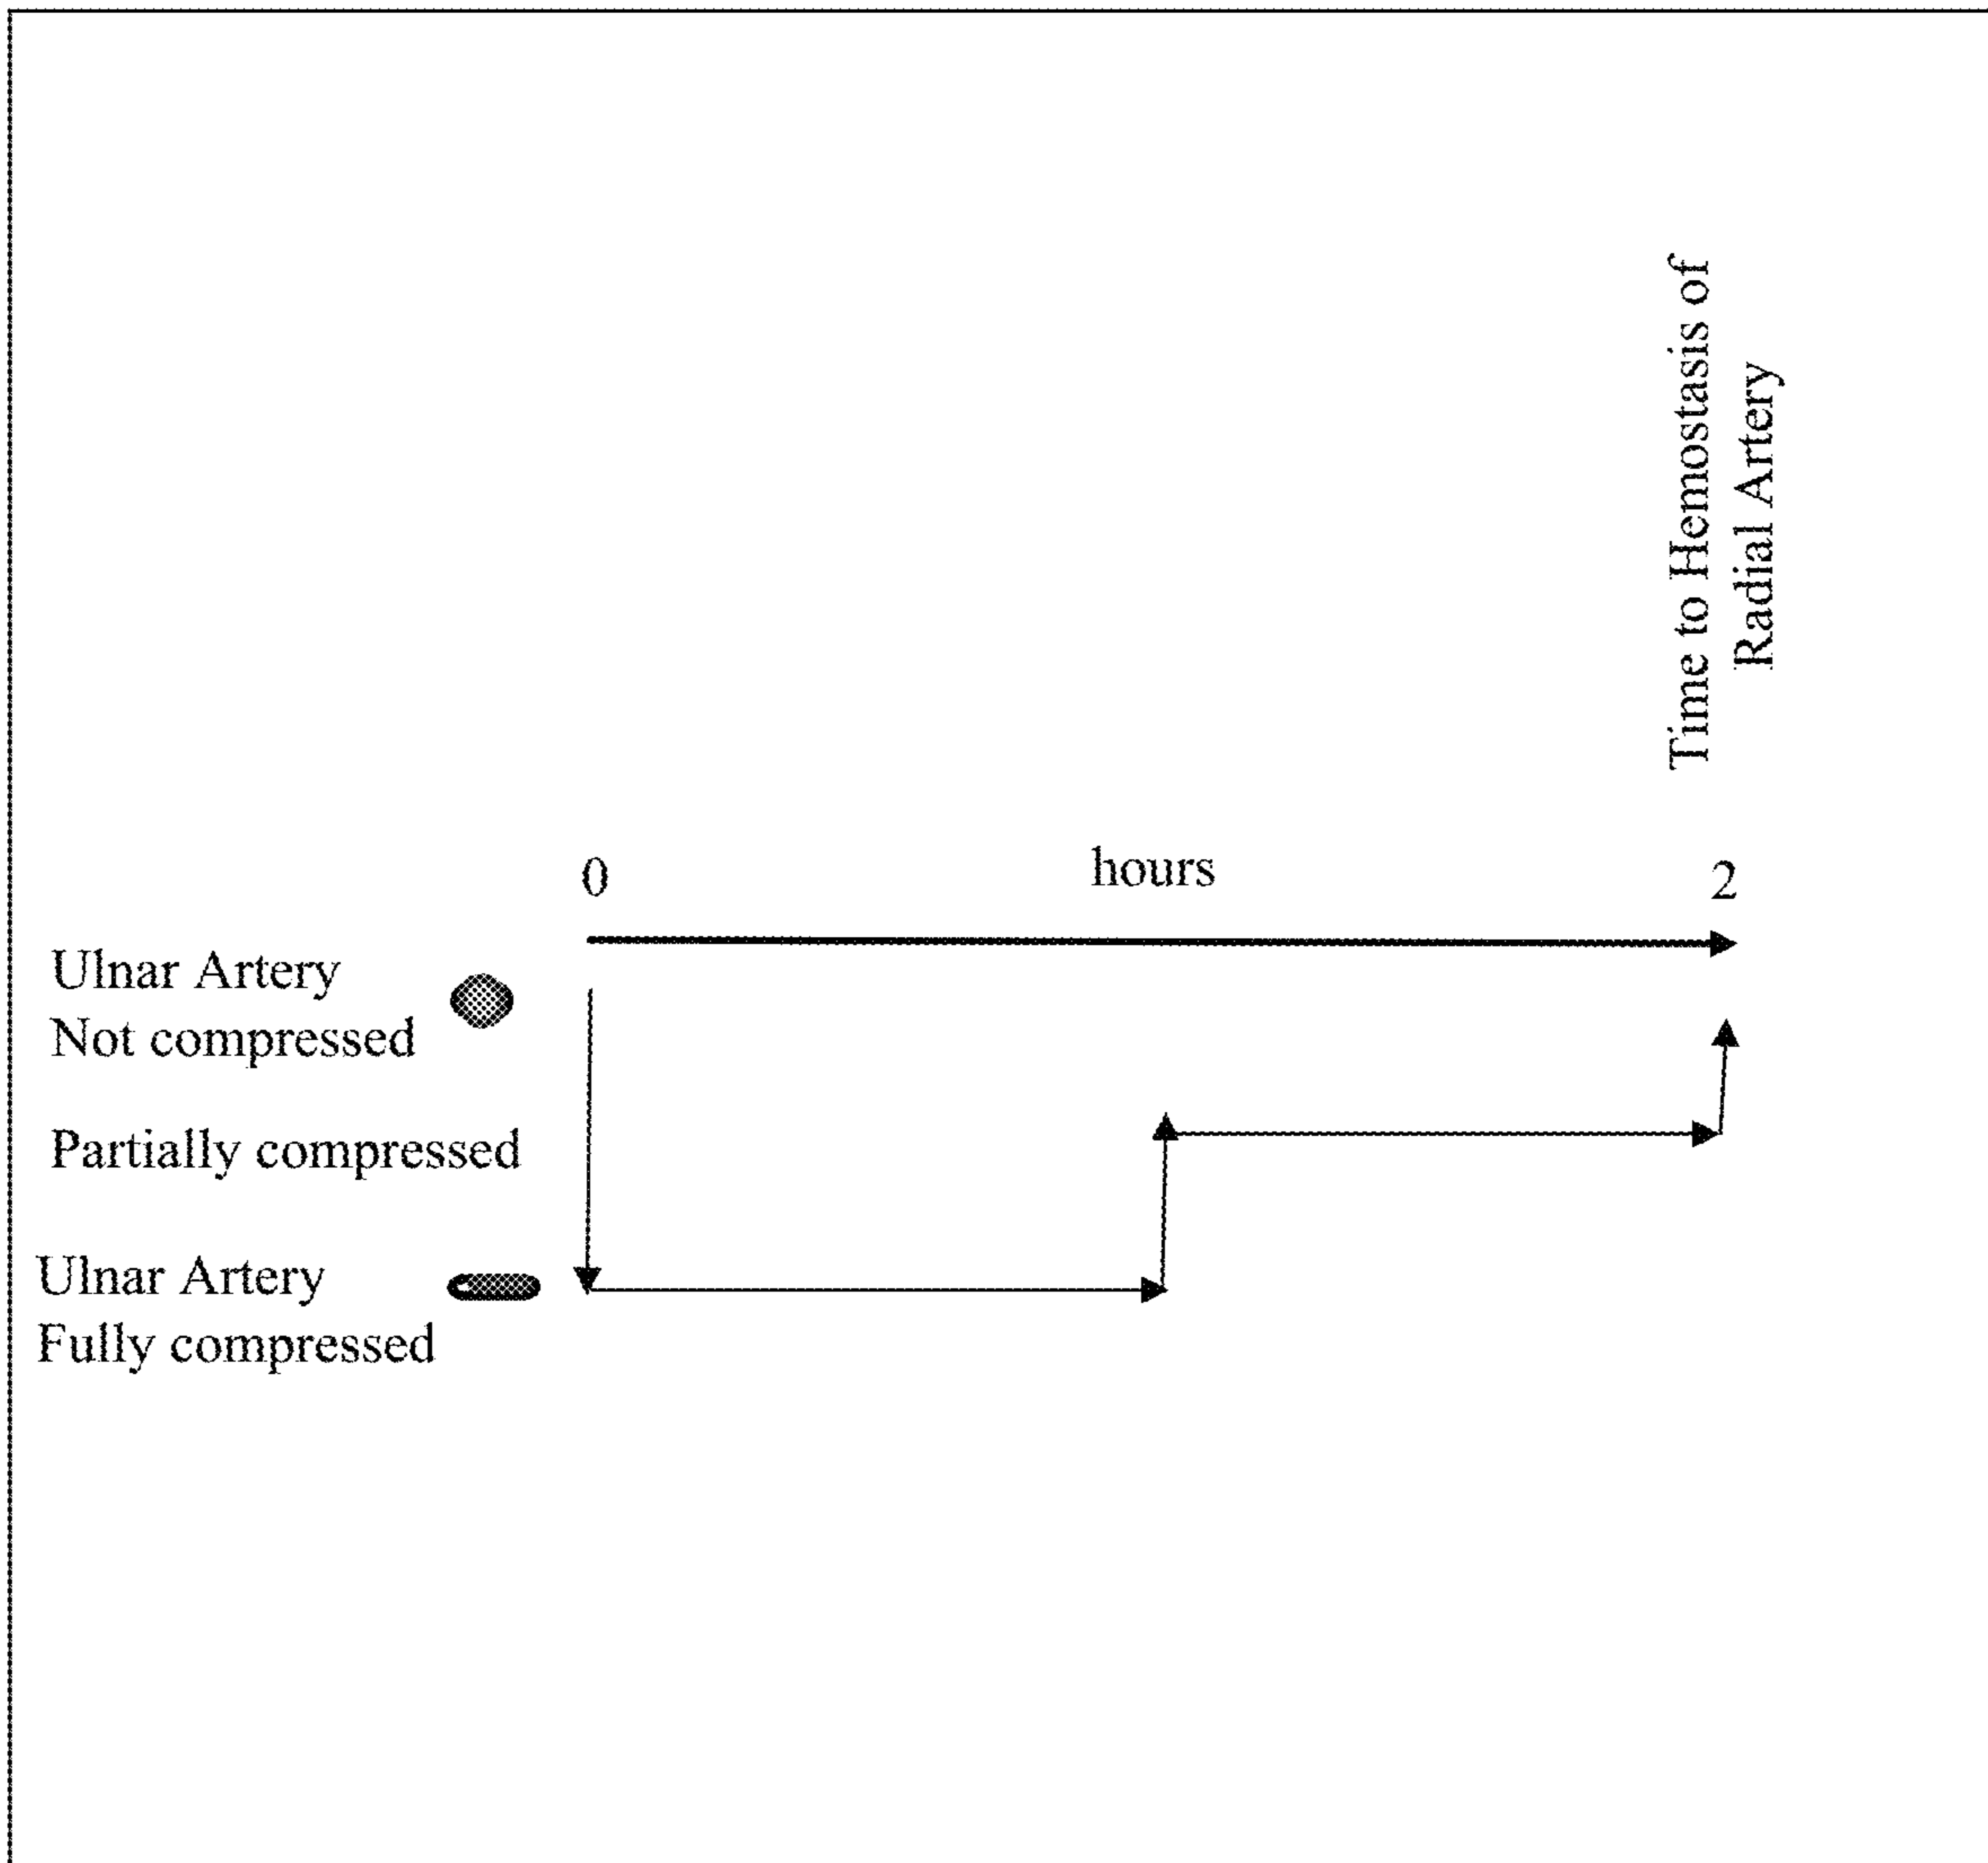 Time to Hemostasis of
Radial Artery
0 hours 2
Ulnar Artery
Not compressed
Partially compressed
Ulnar Artery
Fully compressed